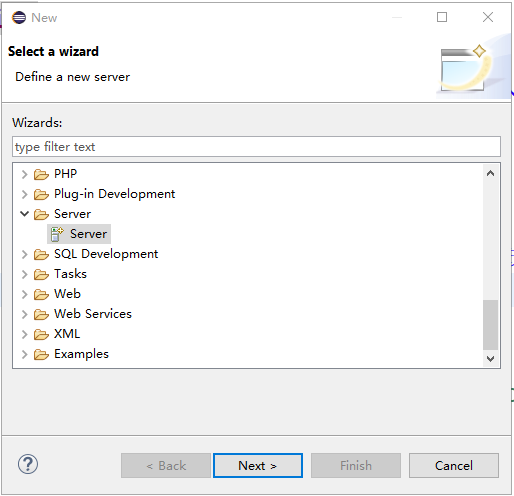 New
Select a wizard
Define a new server
Wizards:
type filter text
PHP
Plug-in Development
Server
Server
SQL Development
Tasks
Web
Web Services
XML
Examples
?
< Back
Next >
Finish
Cancel